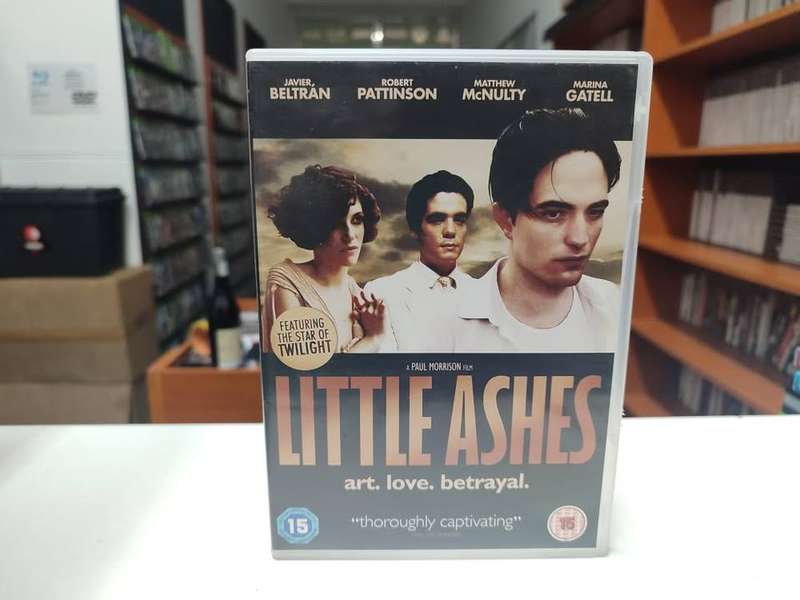 JAVIER BELTRÁN
ROBERT PATTINSON
MATTHEW McNULTY
MARINA GATELL
FEATURING
THE STAR OF
TWILIGHT
A PAUL MORRISON FILM
LITTLE ASHES
art. love. betrayal.
15
"thoroughly captivating"
15